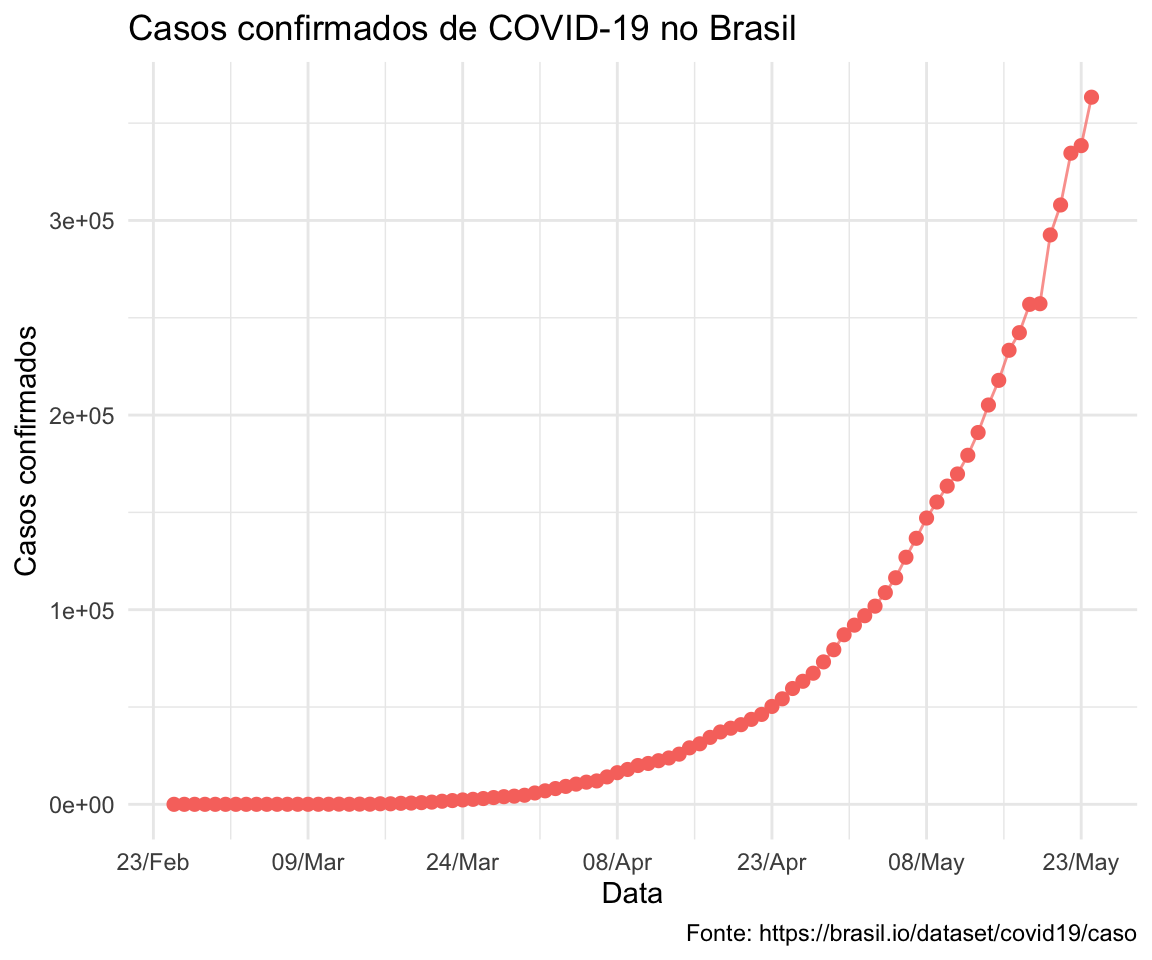 Casos confirmados de COVID-19 no Brasil
Casos confirmados
3e+05
2e+05
1e+05
0e+00
23/Feb 09/Mar 24/Mar 08/Apr 23/Apr 08/May 23/May
Data
Fonte: https://brasil.io/dataset/covid19/caso